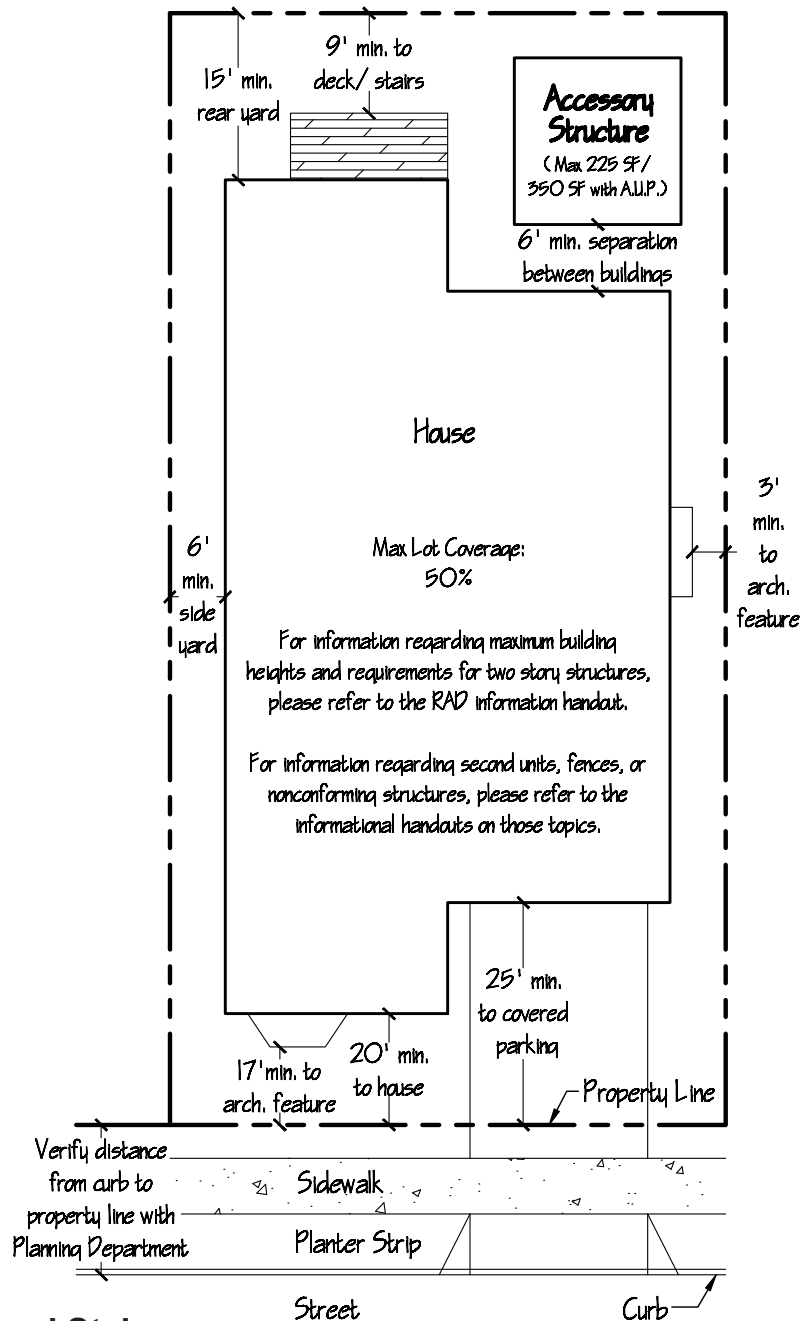 9' min. to
deck/ stairs
15' min.
rear yard
Accessory
Structure
(Max 225 SF/
350 SF with A.U.P.)
6' min. separation
between buildings
House
3'
min.
to
arch.
feature
6'
min.
side
yard
Max Lot Coverage:
50%
For information regarding maximum building
heights and requirements for two story structures,
please refer to the RAD information handout.
For information regarding second units, fences, or
nonconforming structures, please refer to the
informational handouts on those topics.
25' min.
to covered
parking
17'min. to
arch. feature
20' min.
to house
Property Line
Verify distance
from curb to
property line with
Planning Department
Sidewalk
Planter Strip
Street
Curb